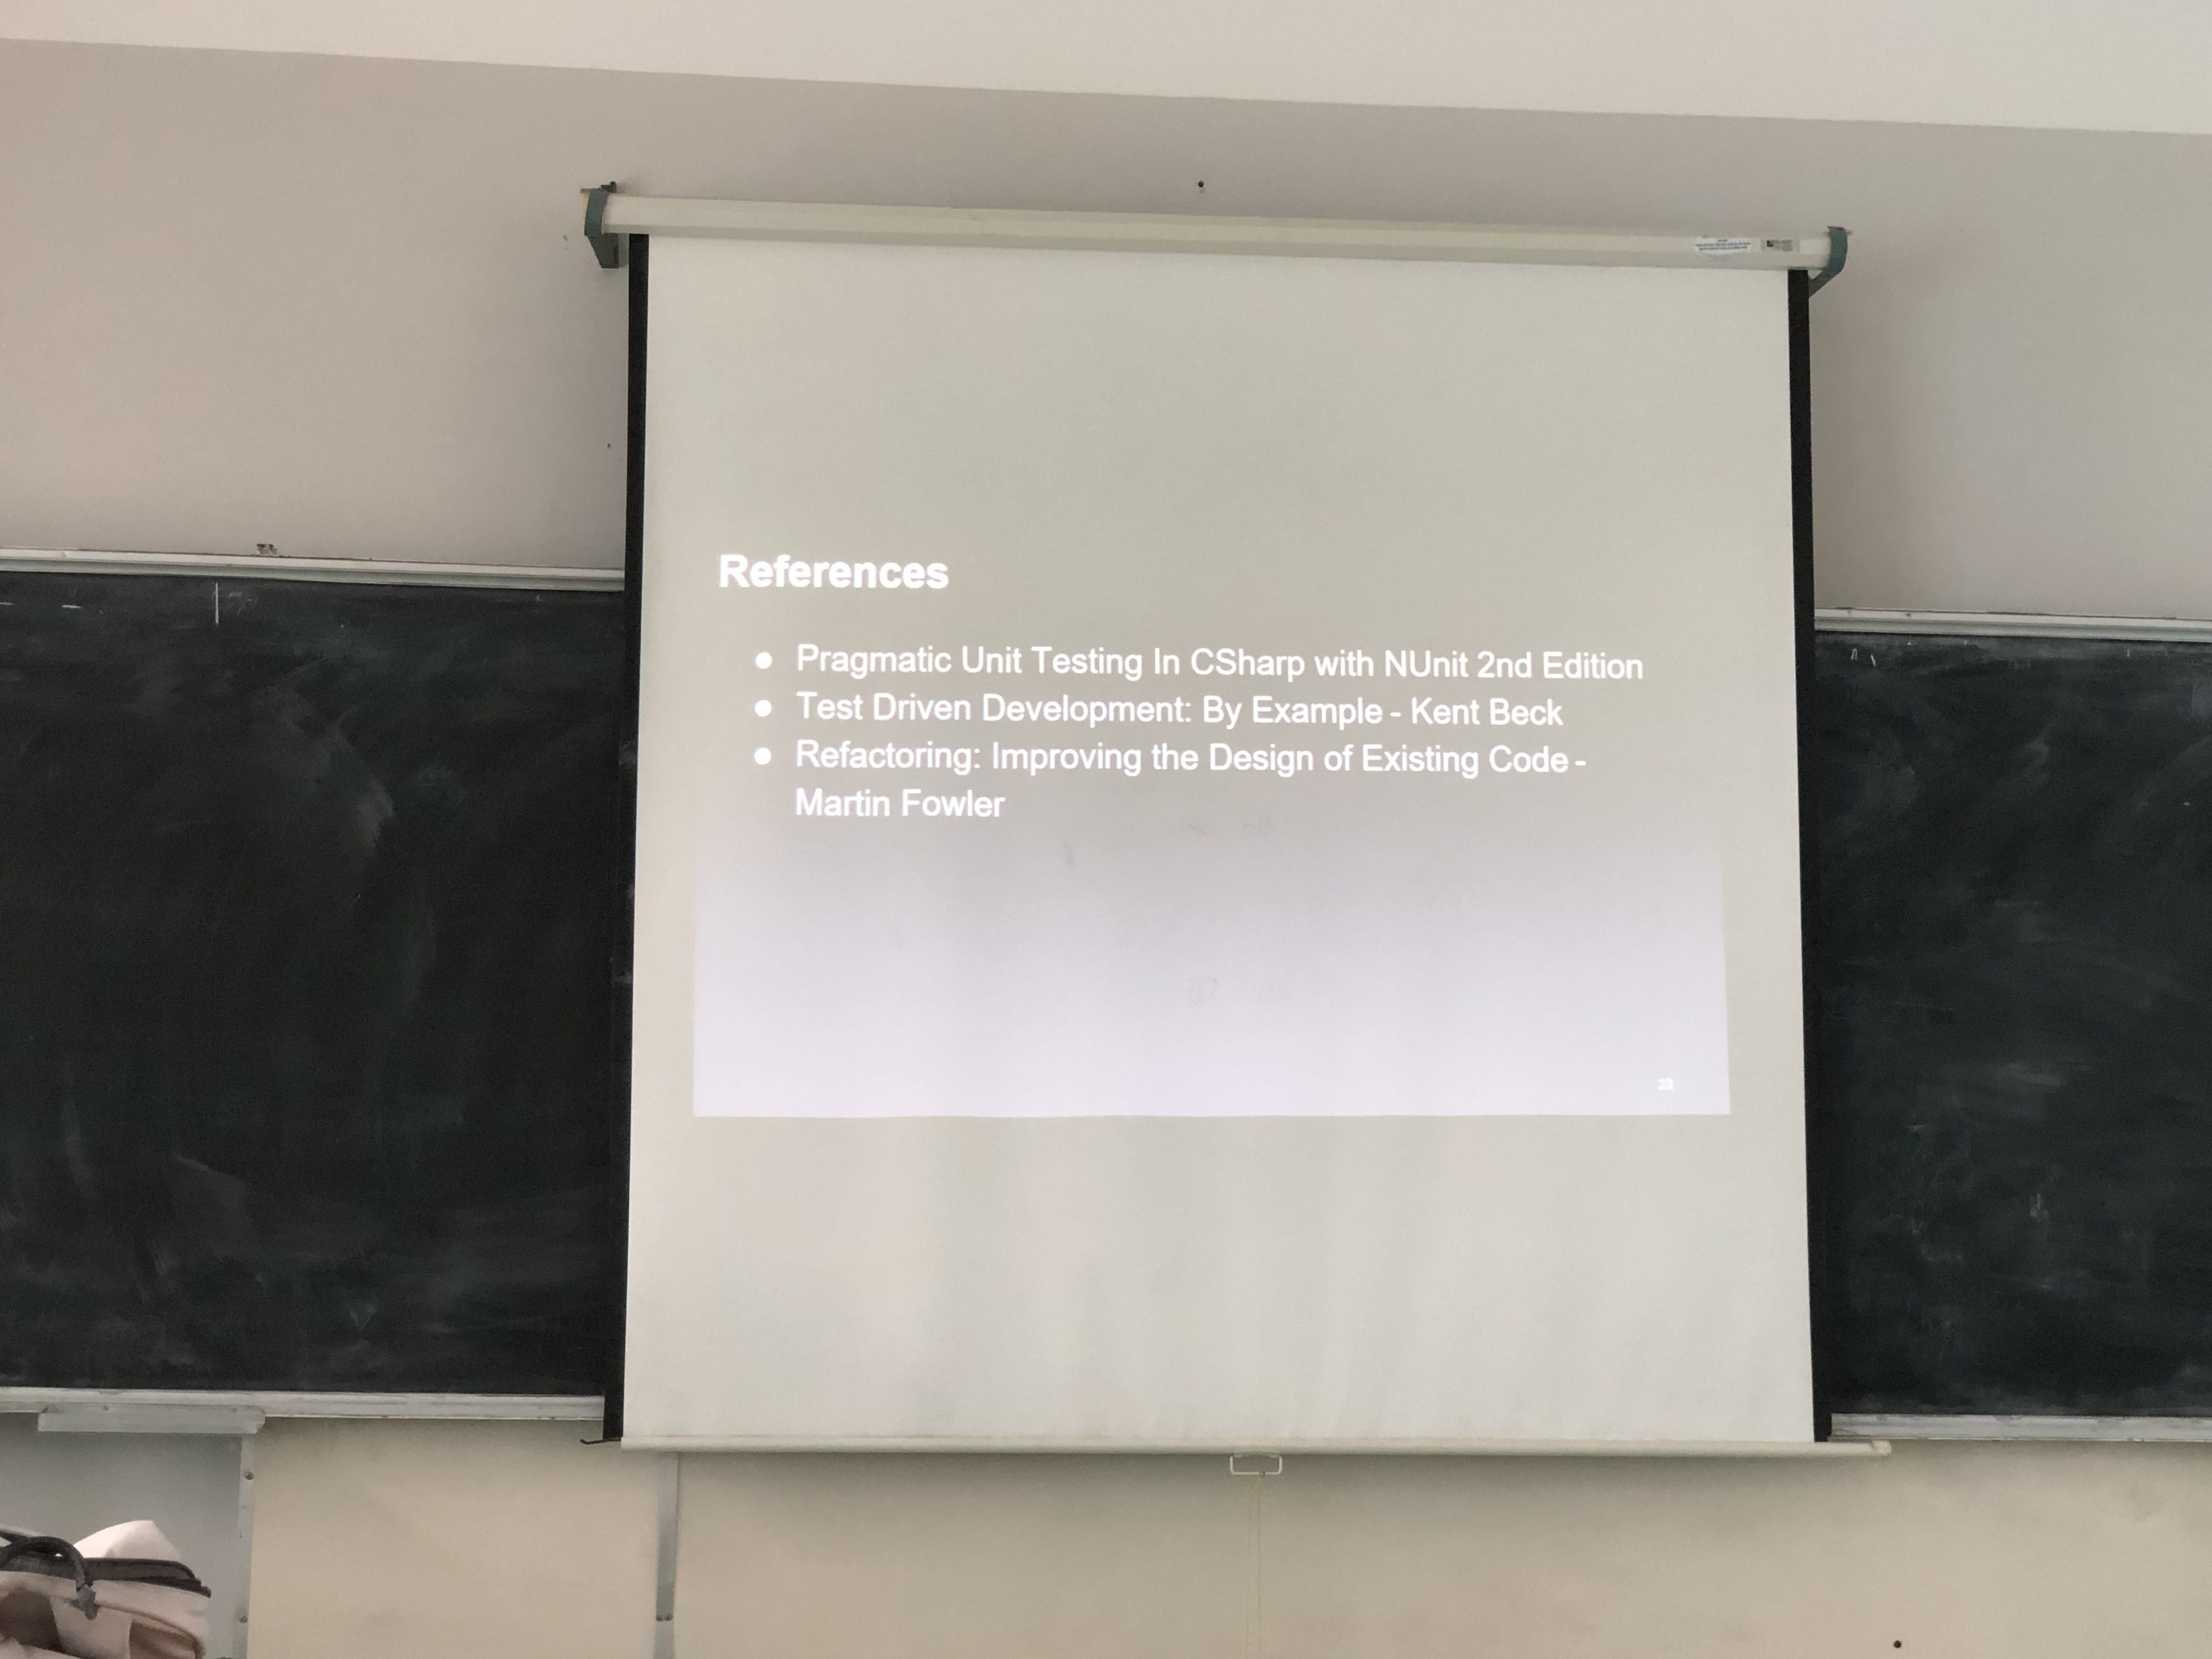 References
● Pragmatic Unit Testing In CSharp with NUnit 2nd Edition
● Test Driven Development: By Example - Kent Beck
● Refactoring: Improving the Design of Existing Code -
Martin Fowler
23